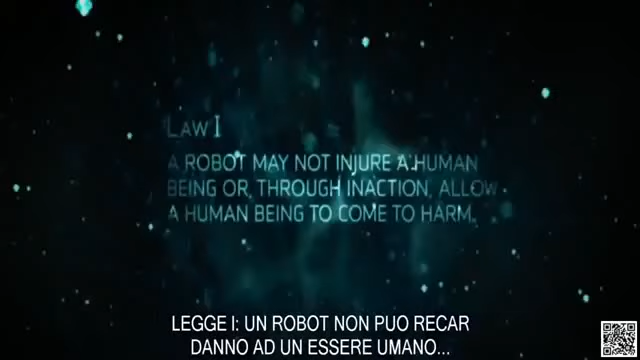 LAW I
A ROBOT MAY NOT INJURE A HUMAN
BEING OR, THROUGH INACTION, ALLOW
A HUMAN BEING TO COME TO HARM.
LEGGE I: UN ROBOT NON PUO RECAR
DANNO AD UN ESSERE UMANO...